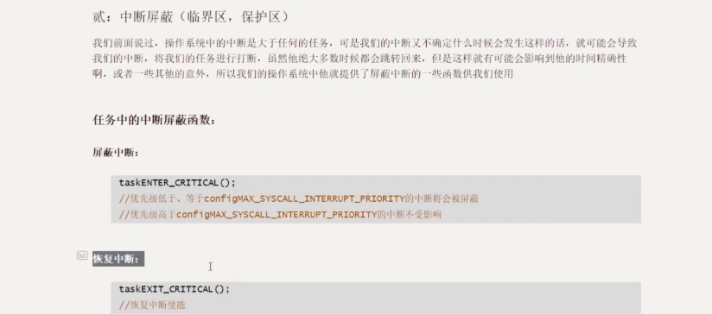 贰：中断屏蔽（临界区，保护区）
我们前面说过，操作系统中的中断是大于任何的任务，可是我们的中断又不确定什么时候会发生这样的话，就可能会导致
我们的中断，将我们的任务进行打断，虽然他绝大多数时候都会跳转回来，但是这样就有可能会影响到他的时间精确性
啊，或者一些其他的意外，所以我们的操作系统中他就提供了屏蔽中断的一些函数供我们使用
任务中的中断屏蔽函数：
屏蔽中断：
taskENTER_CRITICAL();
//优先级低于、等于configMAX_SYSCALL_INTERRUPT_PRIORITY的中断将会被屏蔽
//优先级高于configMAX_SYSCALL_INTERRUPT_PRIORITY的中断不受影响
恢复中断：
taskEXIT_CRITICAL();
//恢复中断使能